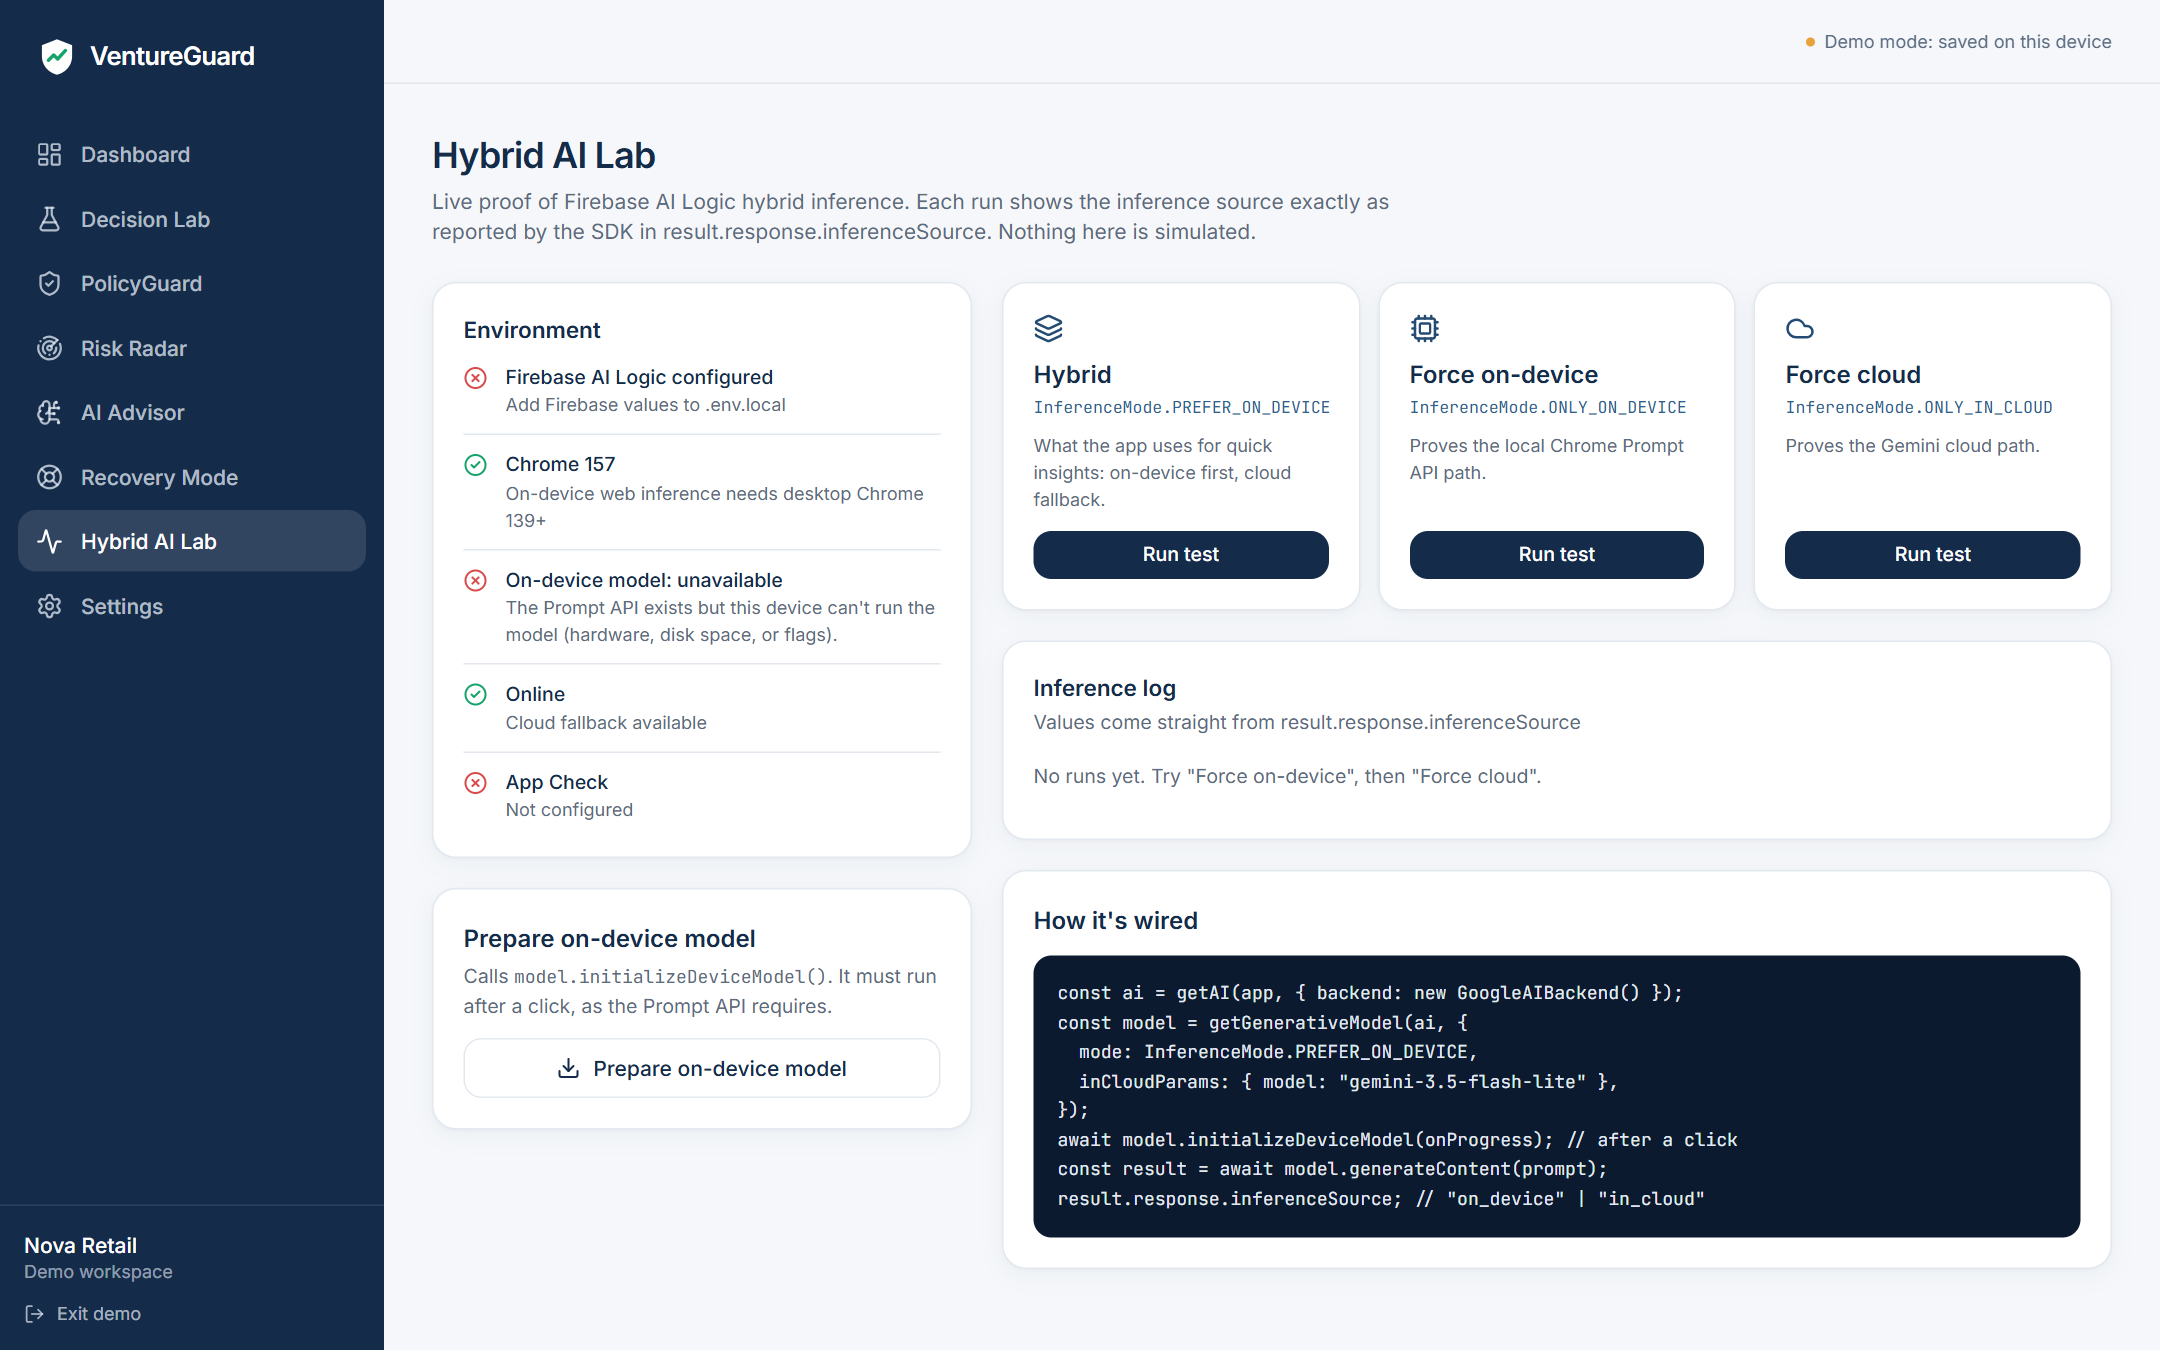 VentureGuard
Dashboard
Decision Lab
PolicyGuard
Risk Radar
AI Advisor
Recovery Mode
Hybrid AI Lab
Settings
Nova Retail
Demo workspace
Exit demo
Demo mode: saved on this device
Hybrid AI Lab
Live proof of Firebase AI Logic hybrid inference. Each run shows the inference source exactly as
reported by the SDK in result.response.inferenceSource. Nothing here is simulated.
Environment
Firebase AI Logic configured
Add Firebase values to .env.local
Chrome 157
On-device web inference needs desktop Chrome
139+
On-device model: unavailable
The Prompt API exists but this device can't run the
model (hardware, disk space, or flags).
Online
Cloud fallback available
App Check
Not configured
Prepare on-device model
Calls model.initializeDeviceModel(). It must run
after a click, as the Prompt API requires.
Prepare on-device model
Hybrid
InferenceMode.PREFER_ON_DEVICE
What the app uses for quick
insights: on-device first, cloud
fallback.
Run test
Force on-device
InferenceMode.ONLY_ON_DEVICE
Proves the local Chrome Prompt
API path.
Run test
Force cloud
InferenceMode.ONLY_IN_CLOUD
Proves the Gemini cloud path.
Run test
Inference log
Values come straight from result.response.inferenceSource
No runs yet. Try "Force on-device", then "Force cloud".
How it's wired
const ai = getAI(app, { backend: new GoogleAIBackend() });
const model = getGenerativeModel(ai, {
  mode: InferenceMode.PREFER_ON_DEVICE,
  inCloudParams: { model: "gemini-3.5-flash-lite" },
});
await model.initializeDeviceModel(onProgress); // after a click
const result = await model.generateContent(prompt);
result.response.inferenceSource; // "on_device" | "in_cloud"